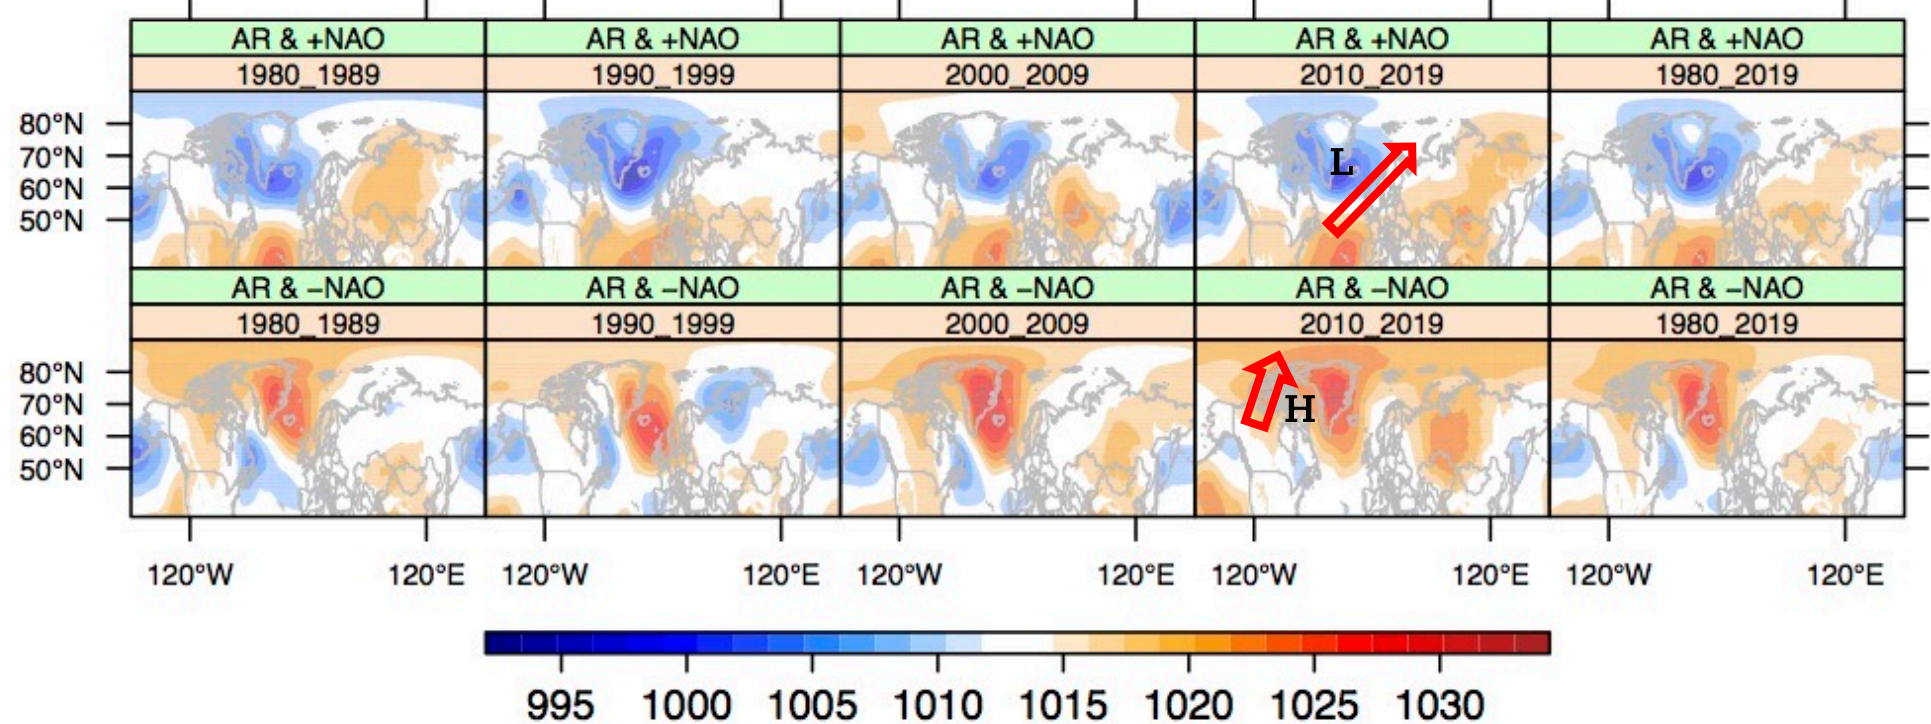 AR & +NAO AR & +NAO AR & +NAO AR & +NAO AR & +NAO
1980_1989 1990_1999 2000_2009 2010_2019 1980_2019
80°N
70°N
60°N
50°N
L
AR & −NAO AR & −NAO AR & −NAO AR & −NAO AR & −NAO
1980_1989 1990_1999 2000_2009 2010_2019 1980_2019
80°N
70°N
60°N
50°N
H
120°W 120°E 120°W 120°E 120°W 120°E 120°W 120°E 120°W 120°E
995 1000 1005 1010 1015 1020 1025 1030